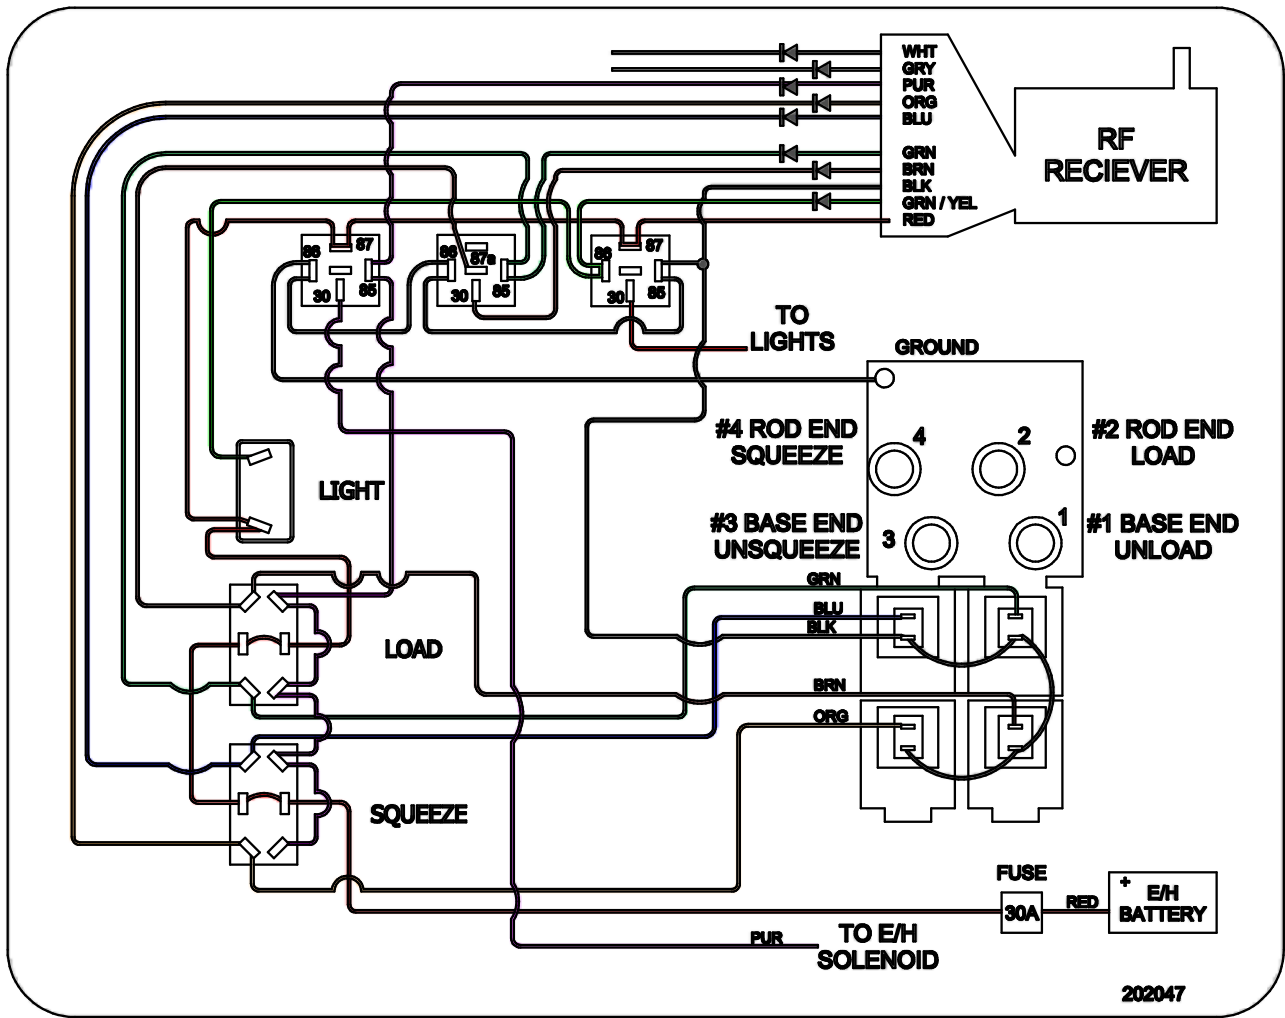 WHT
GRY
PUR
ORG
BLU
GRN
BRN
BLK
GRN / YEL
RED
RF
RECIEVER
86
87
30
85
86
87a
30
85
86
87
30
85
TO
LIGHTS
GROUND
#4 ROD END
SQUEEZE
4
2
#2 ROD END
LOAD
LIGHT
#3 BASE END
UNSQUEEZE
3
1
#1 BASE END
UNLOAD
GRN
BLU
BLK
LOAD
BRN
ORG
SQUEEZE
FUSE
30A
RED
+
E/H
BATTERY
PUR
TO E/H
SOLENOID
202047